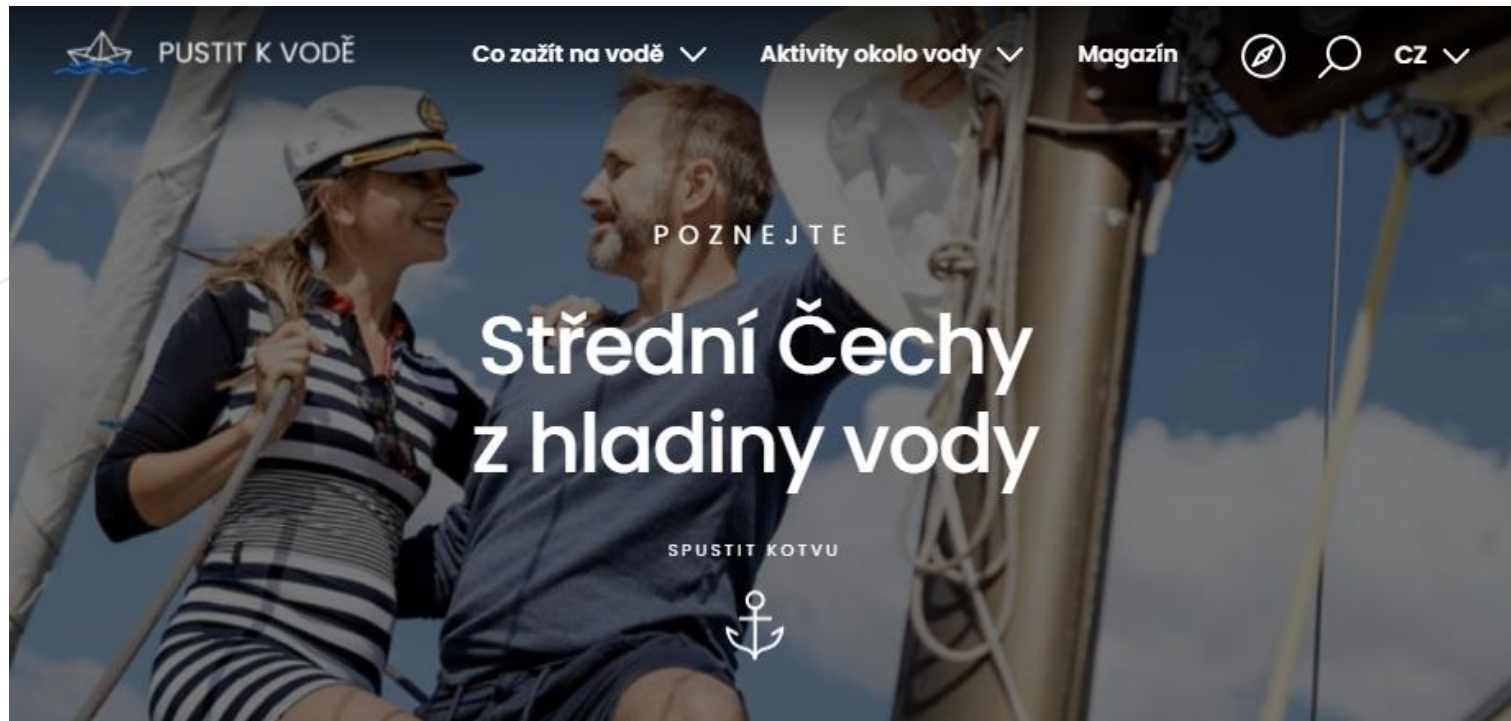 PUSTIT K VODĚ
Co zažít na vodě
Aktivity okolo vody
Magazín
CZ
POZNEJTE
Střední Čechy
z hladiny vody
SPUSTIT KOTVU